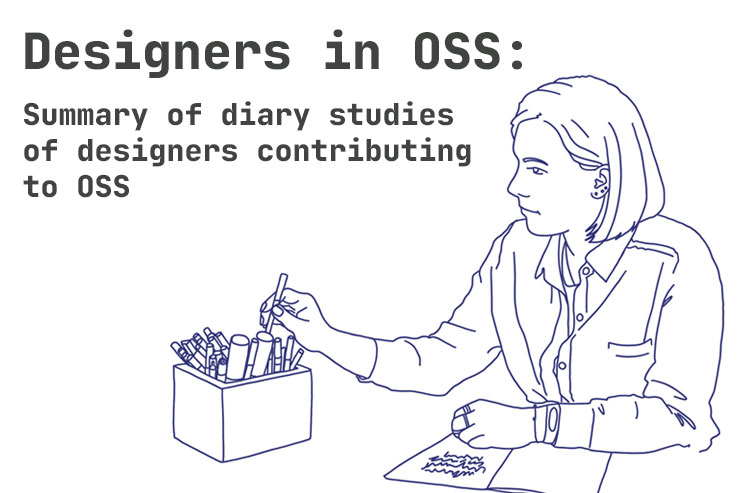 Designers in OSS:
Summary of diary studies
of designers contributing
to OSS